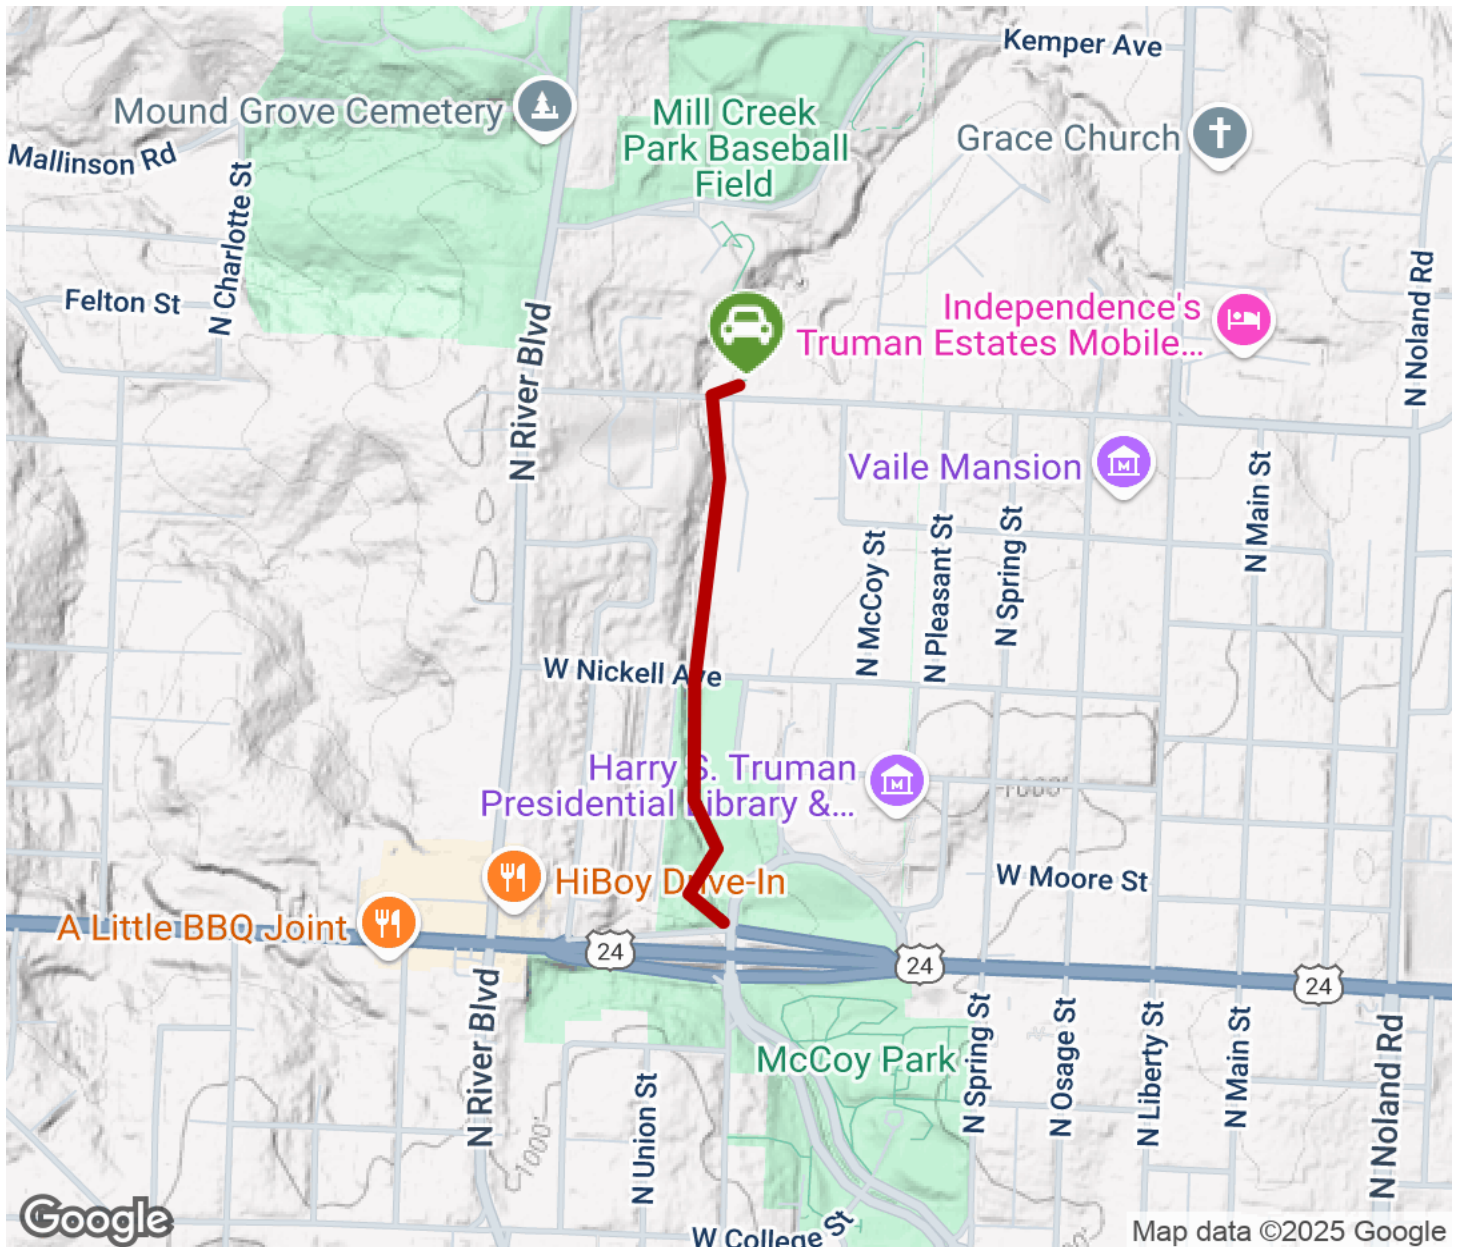 Kemper Ave
Mound Grove Cemetery
Mill Creek
Park Baseball
Field
Grace Church
Mallinson Rd
N Charlotte St
Felton St
N River Blvd
Independence's
Truman Estates Mobile...
N Noland Rd
Vaile Mansion
N Main St
N McCoy St
N Pleasant St
N Spring St
W Nickell Ave
Harry S. Truman
Presidential Library &...
1000'
HiBoy Drive-In
W Moore St
A Little BBQ Joint
24
24
24
N River Blvd
McCoy Park
N Spring St
N Osage St
N Liberty St
N Main St
N Noland Rd
N Union St
1000'
W College St
Google
Map data ©2025 Google